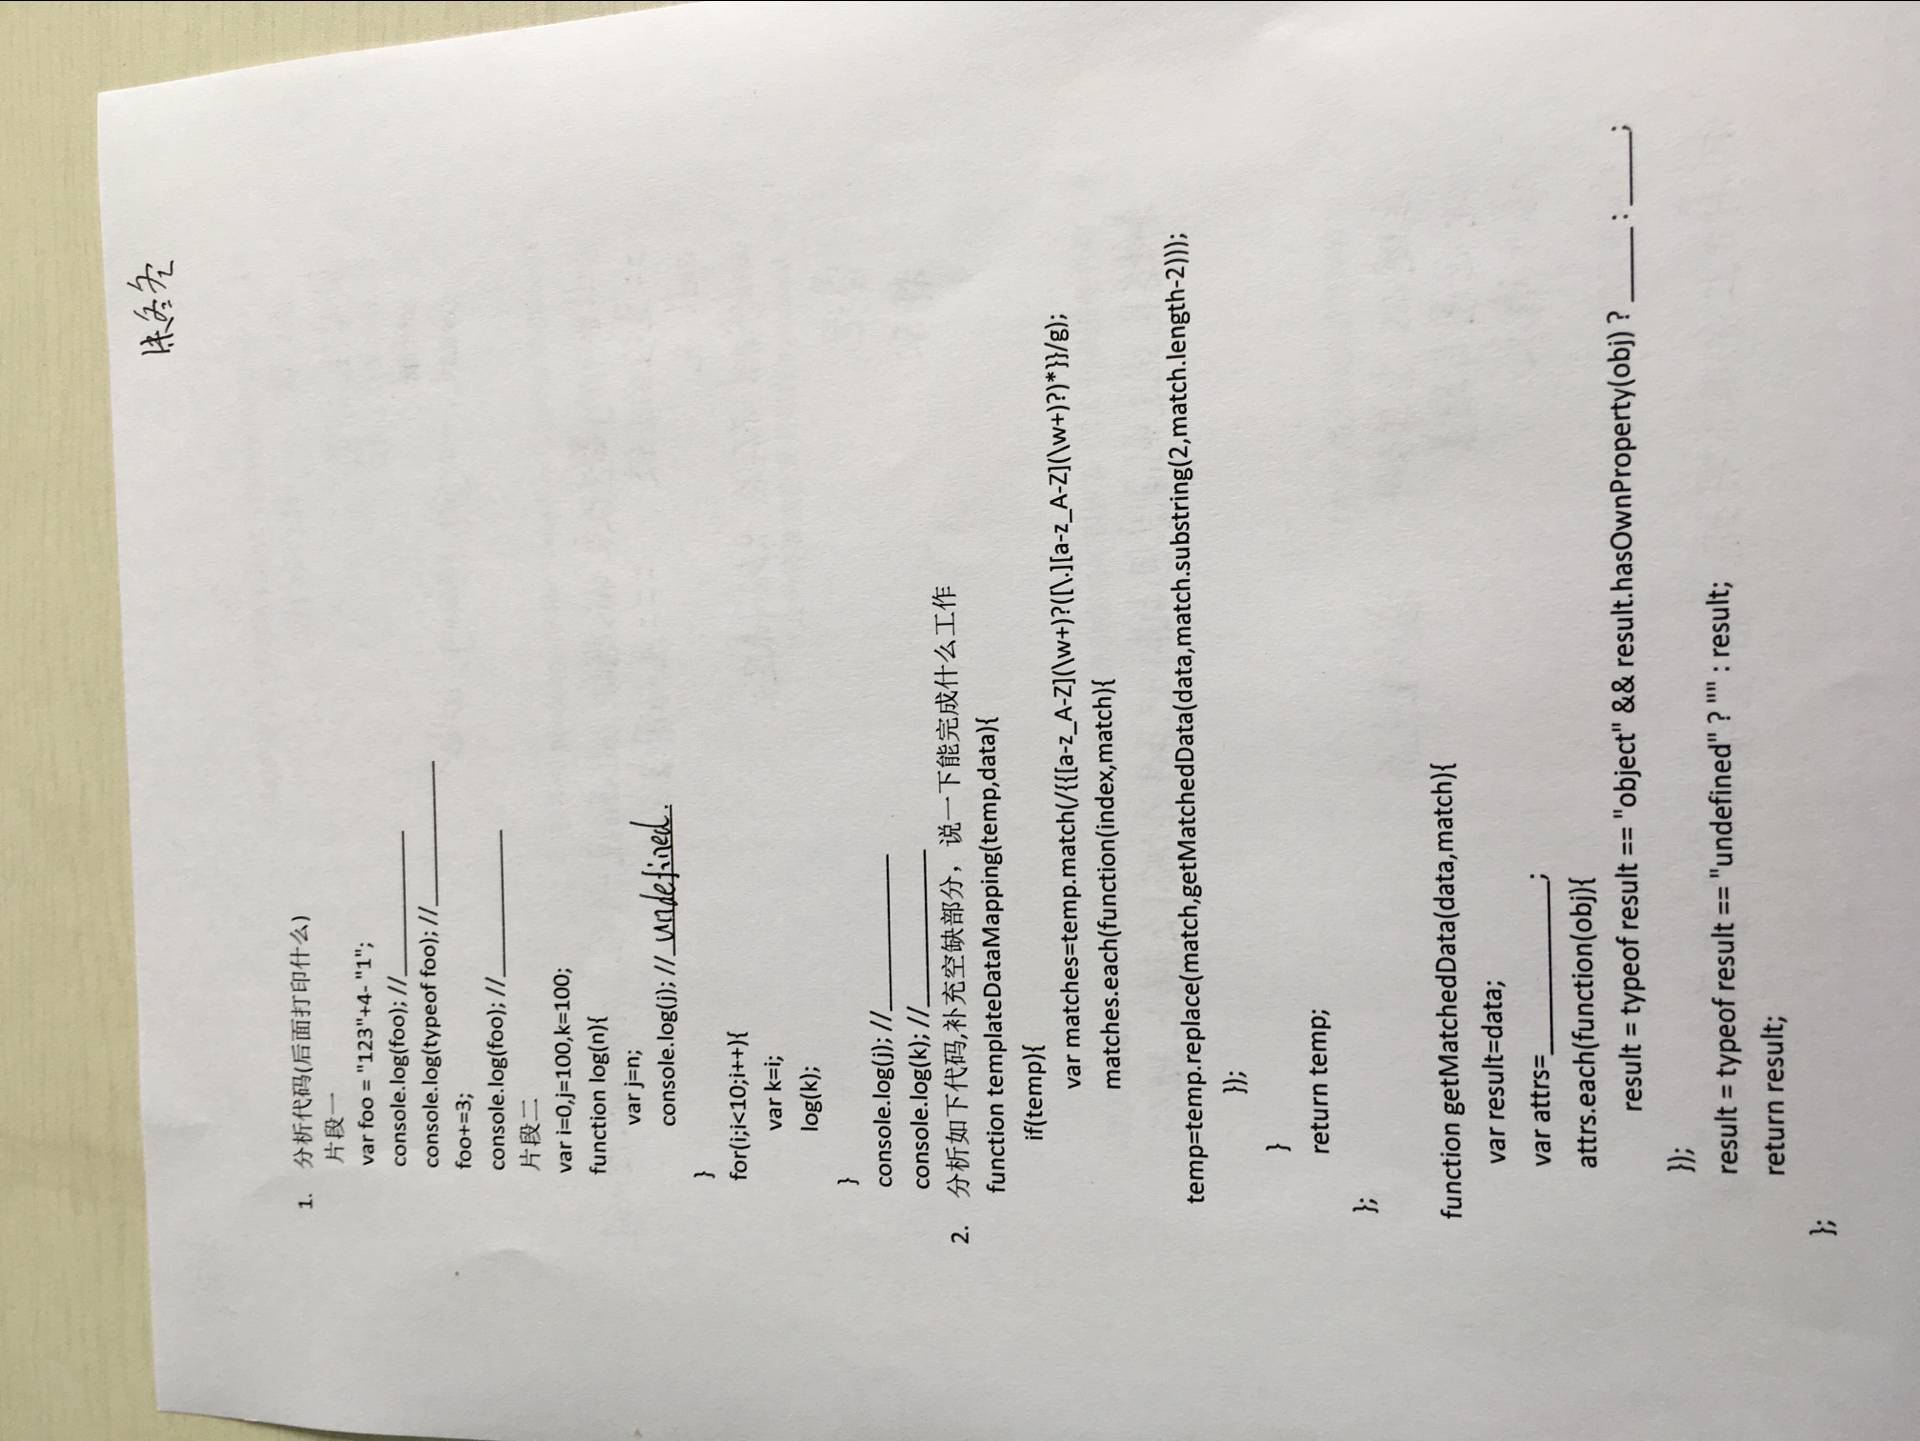 1. 分析代码(后面打印什么)
片段一
var foo = "123"+4- "1";
console.log(foo); //____________
console.log(typeof foo); //____________
foo+=3;
console.log(foo); //____________
片段二
var i=0,j=100,k=100;
function log(n){
var j=n;
console.log(j); // undefined.
}
for(i;i<10;i++){
var k=i;
log(k);
}
console.log(j); //____________
console.log(k); //____________
2. 分析如下代码,补充空缺部分，说一下能完成什么工作
function templateDataMapping(temp,data){
if(temp){
var matches=temp.match(/{{[a-z_A-Z](\w+)?([\.][a-z_A-Z](\w+)?)*}}/g);
matches.each(function(index,match){
temp=temp.replace(match,getMatchedData(data,match.substring(2,match.length-2)));
});
}
return temp;
};
function getMatchedData(data,match){
var result=data;
var attrs=____________;
attrs.each(function(obj){
result = typeof result == "object" && result.hasOwnProperty(obj) ? _____ : _____;
});
result = typeof result == "undefined" ? "" : result;
return result;
};